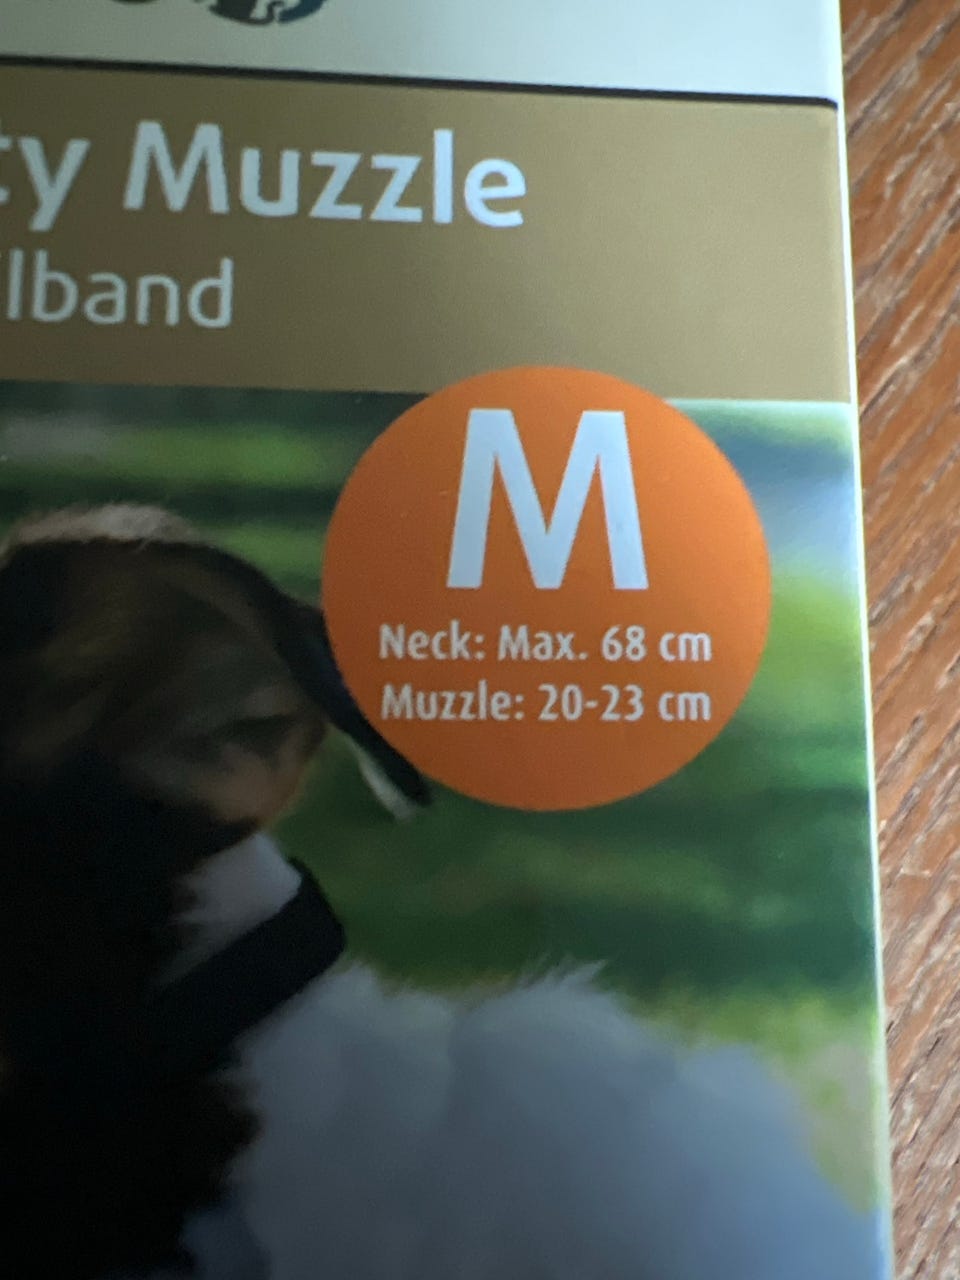 ty Muzzle
lband
M
Neck: Max. 68 cm
Muzzle: 20-23 cm